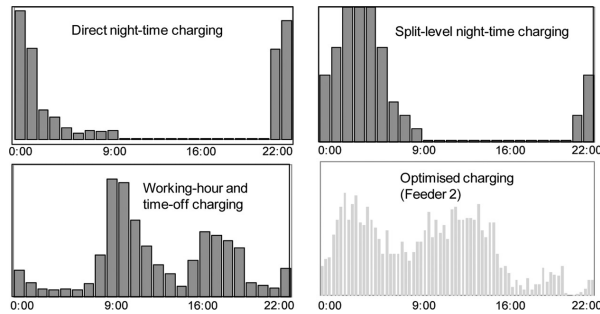 Direct night-time charging
0:00 9:00 16:00 22:00
Split-level night-time charging
0:00 9:00 16:00 22:00
Working-hour and
time-off charging
0:00 9:00 16:00 22:00
Optimised charging
(Feeder 2)
0:00 9:00 16:00 22:00